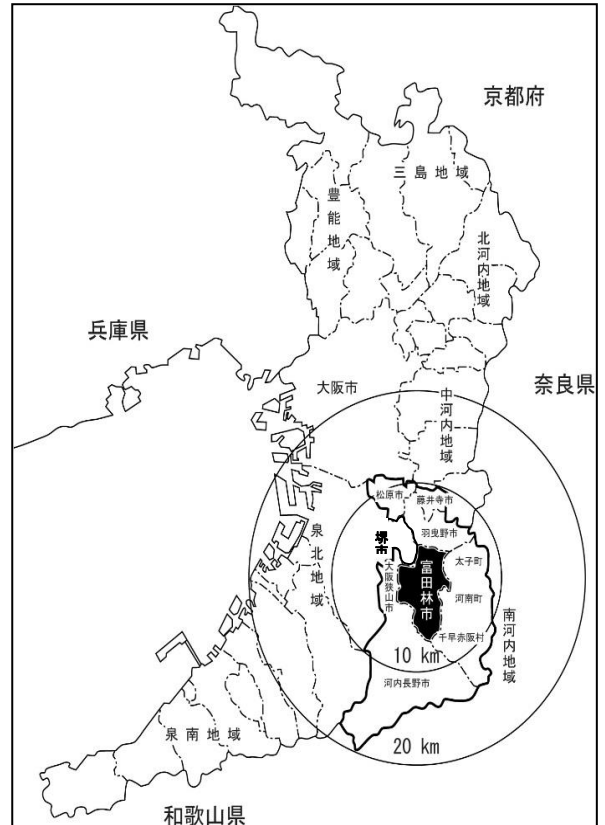 京都府
三島地域
豊能地域
北河内地域
兵庫県
大阪市
奈良県
中河内地域
松原市
藤井寺市
堺市
羽曳野市
泉北地域
大阪狭山市
富田林市
太子町
河南町
南河内地域
千早赤阪村
10 km
河内長野市
泉南地域
20 km
和歌山県